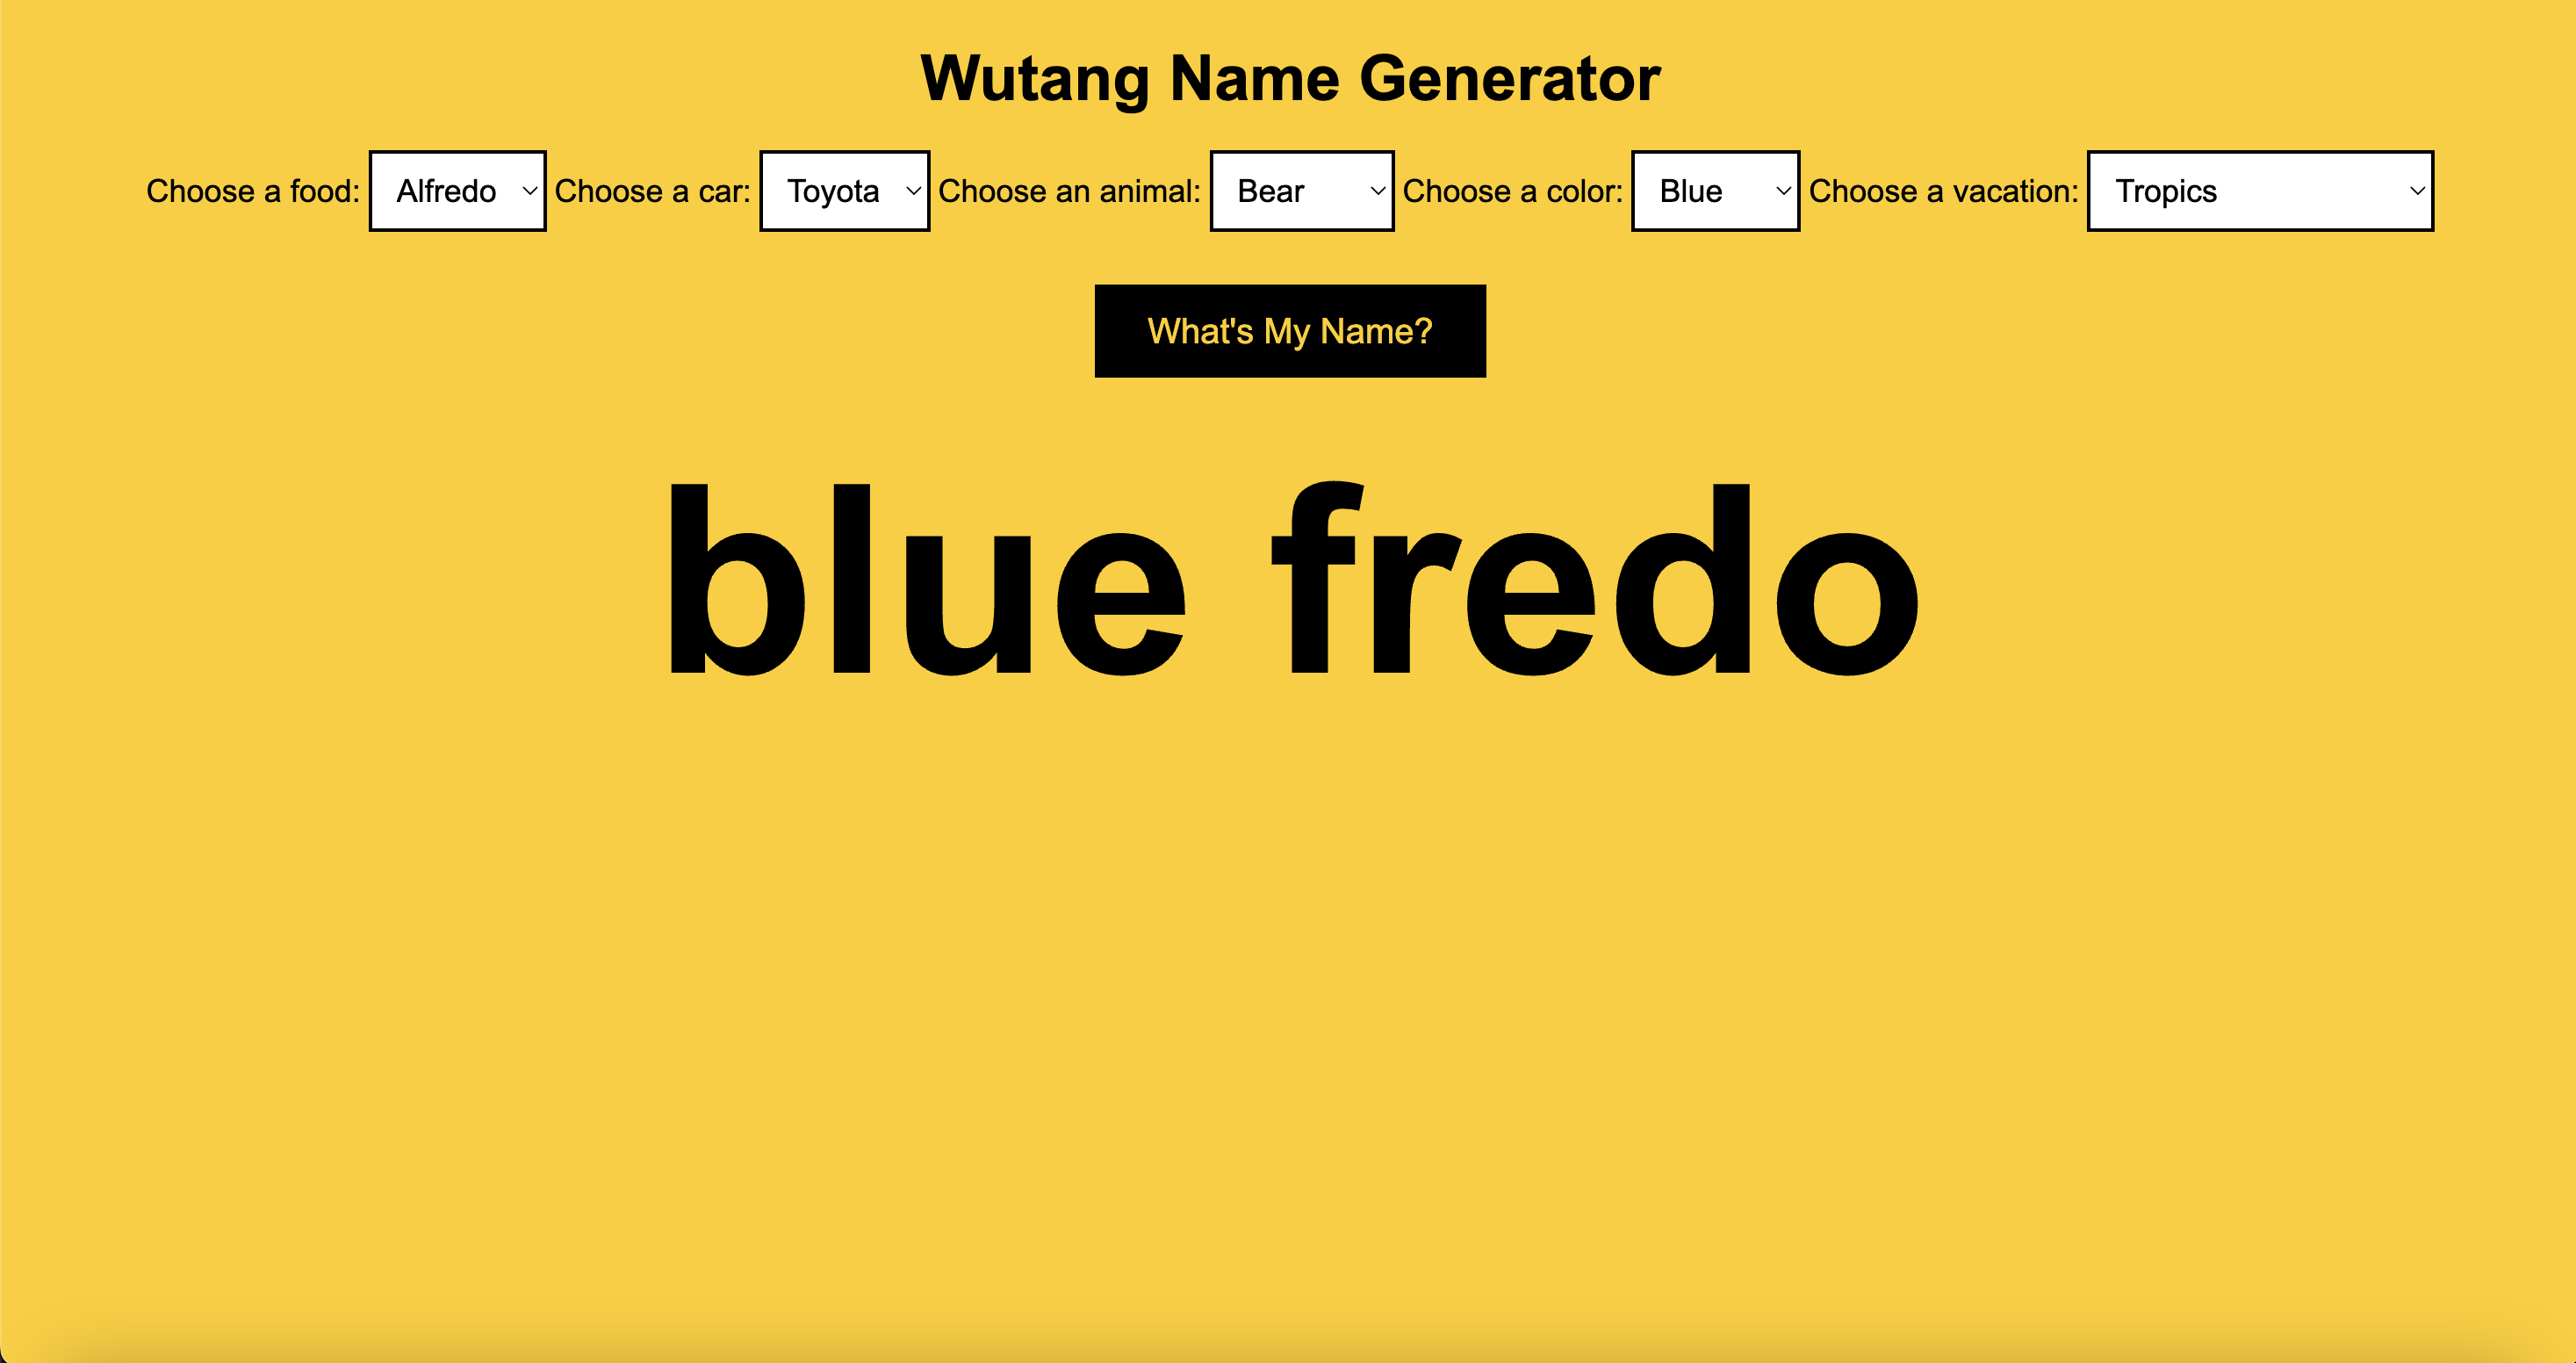 Wutang Name Generator
Choose a food: Alfredo Choose a car: Toyota Choose an animal: Bear Choose a color: Blue Choose a vacation: Tropics
What's My Name?
blue fredo